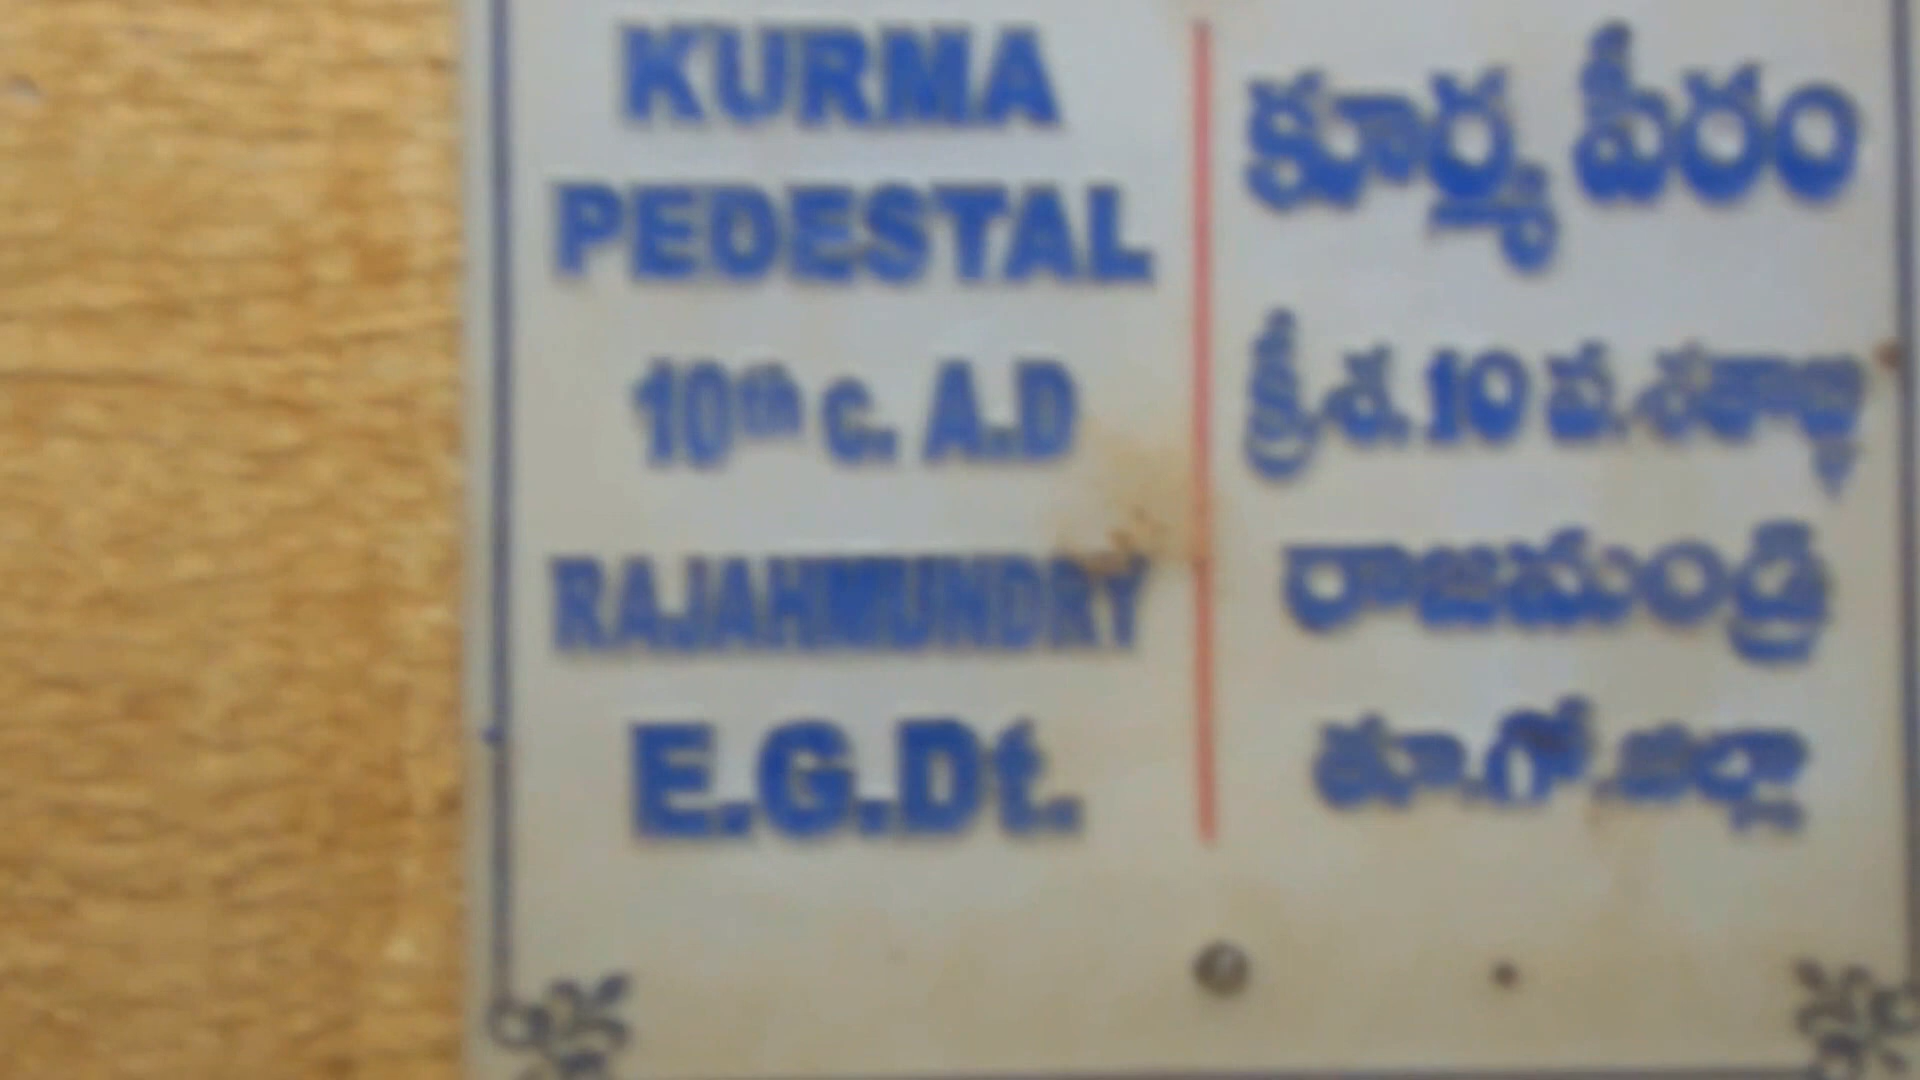 KURMA
PEDESTAL
10th c. A.D
RAJAHMUNDRY
E.G.Dt.
కూర్మ పీఠం
క్రీ.శ. 10 వ. శతాబ్ది
రాజమండ్రి
తూ.గో.జిల్లా